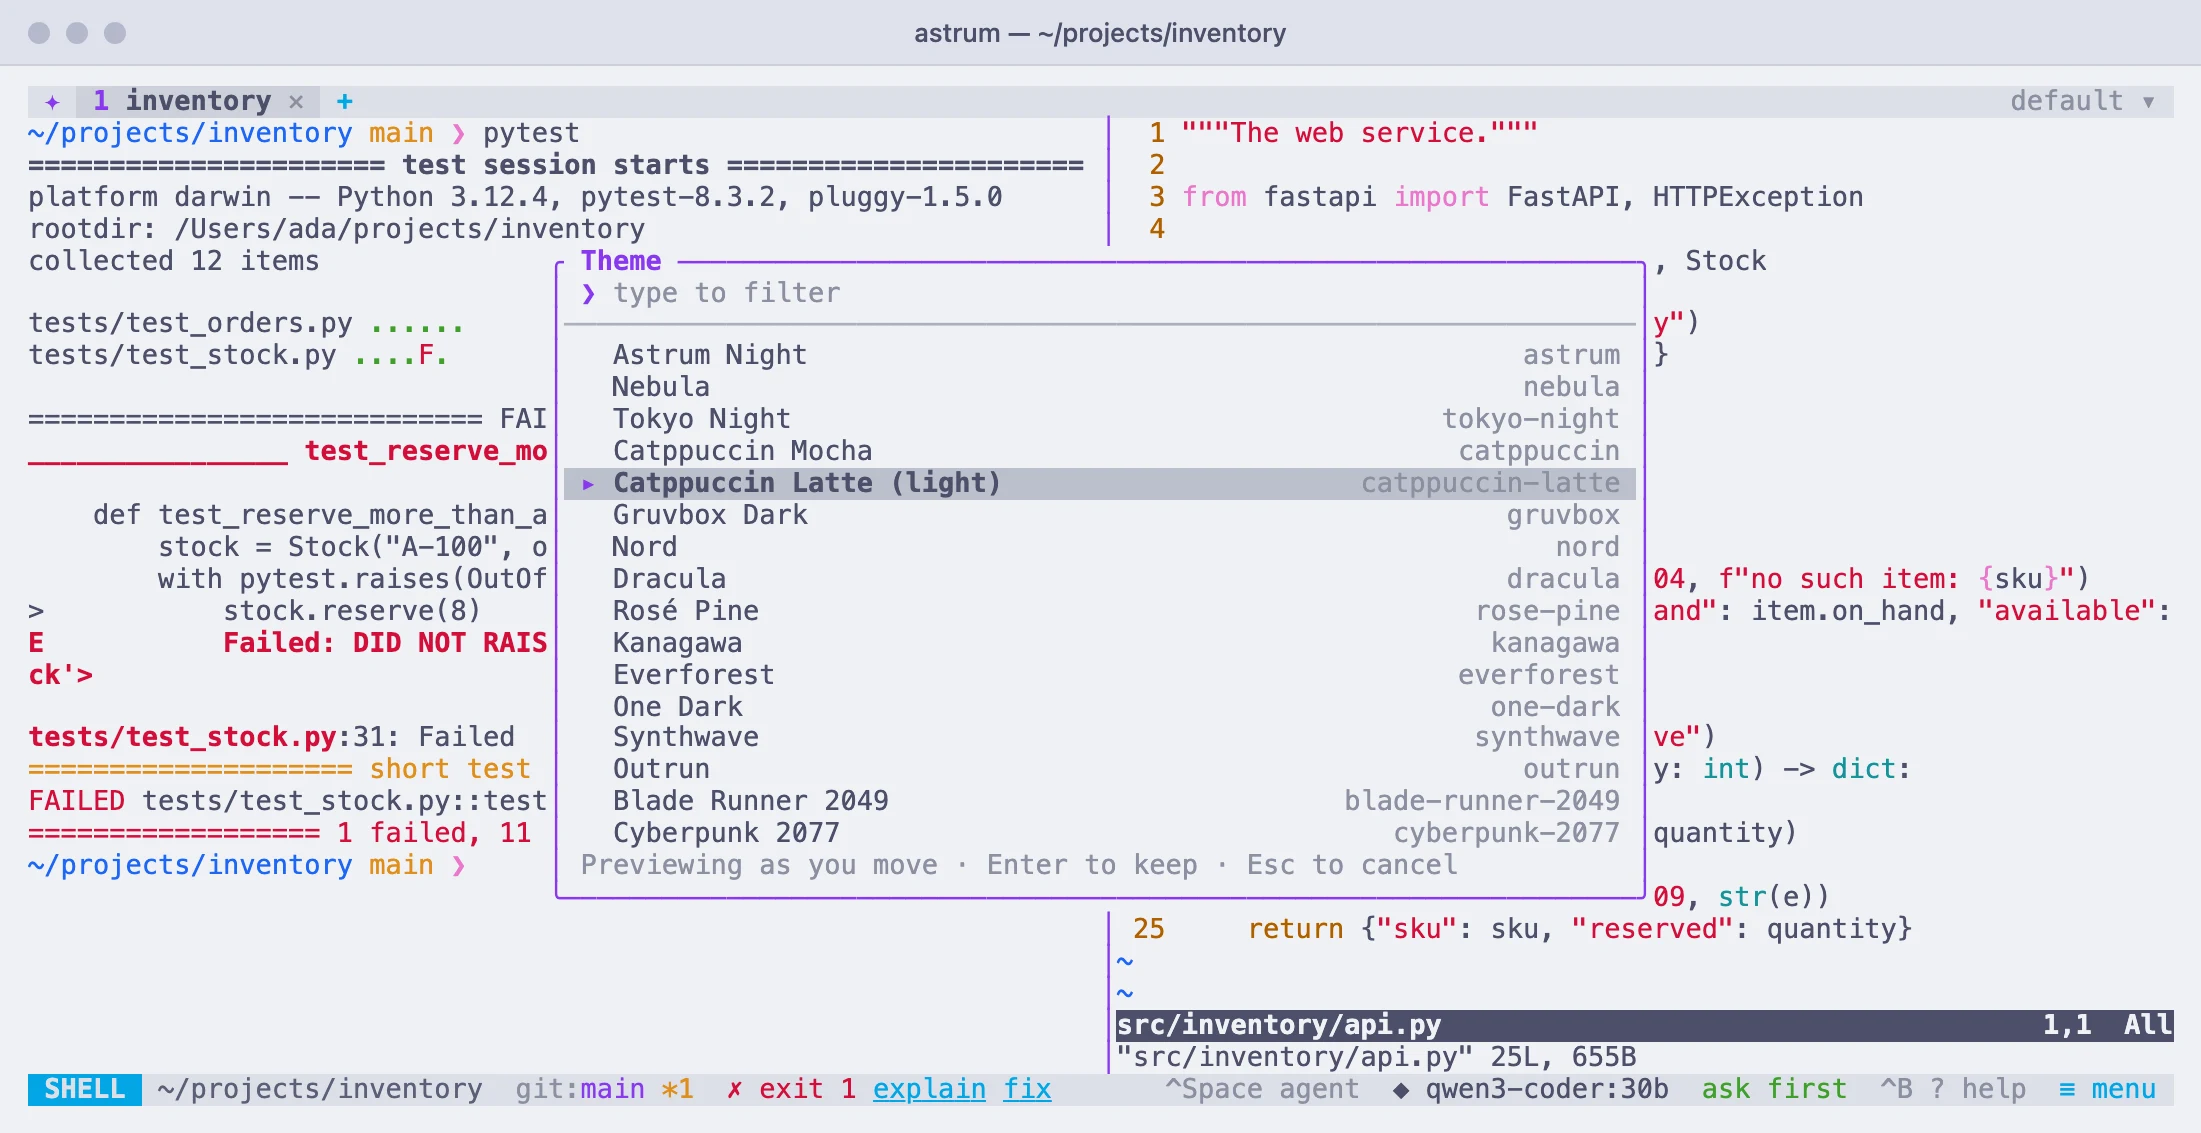 astrum — ~/projects/inventory
✦ 1 inventory × + default ▾
~/projects/inventory main ❯ pytest
====================== test session starts ======================
platform darwin -- Python 3.12.4, pytest-8.3.2, pluggy-1.5.0
rootdir: /Users/ada/projects/inventory
collected 12 items
tests/test_orders.py ......
tests/test_stock.py ....F.
============================ FAI
________________ test_reserve_mo
def test_reserve_more_than_a
stock = Stock("A-100", o
with pytest.raises(OutOf
> stock.reserve(8)
E Failed: DID NOT RAIS
ck'>
tests/test_stock.py:31: Failed
==================== short test
FAILED tests/test_stock.py::test
================== 1 failed, 11
~/projects/inventory main ❯
Theme
❯ type to filter
Astrum Night astrum
Nebula nebula
Tokyo Night tokyo-night
Catppuccin Mocha catppuccin
▸ Catppuccin Latte (light) catppuccin-latte
Gruvbox Dark gruvbox
Nord nord
Dracula dracula
Rosé Pine rose-pine
Kanagawa kanagawa
Everforest everforest
One Dark one-dark
Synthwave synthwave
Outrun outrun
Blade Runner 2049 blade-runner-2049
Cyberpunk 2077 cyberpunk-2077
Previewing as you move · Enter to keep · Esc to cancel
1 """The web service."""
2
3 from fastapi import FastAPI, HTTPException
4
, Stock
y")
}
04, f"no such item: {sku}")
and": item.on_hand, "available":
ve")
y: int) -> dict:
quantity)
09, str(e))
25 return {"sku": sku, "reserved": quantity}
~
~
src/inventory/api.py 1,1 All
"src/inventory/api.py" 25L, 655B
SHELL ~/projects/inventory git:main *1 ✗ exit 1 explain fix ^Space agent ◆ qwen3-coder:30b ask first ^B ? help ≡ menu